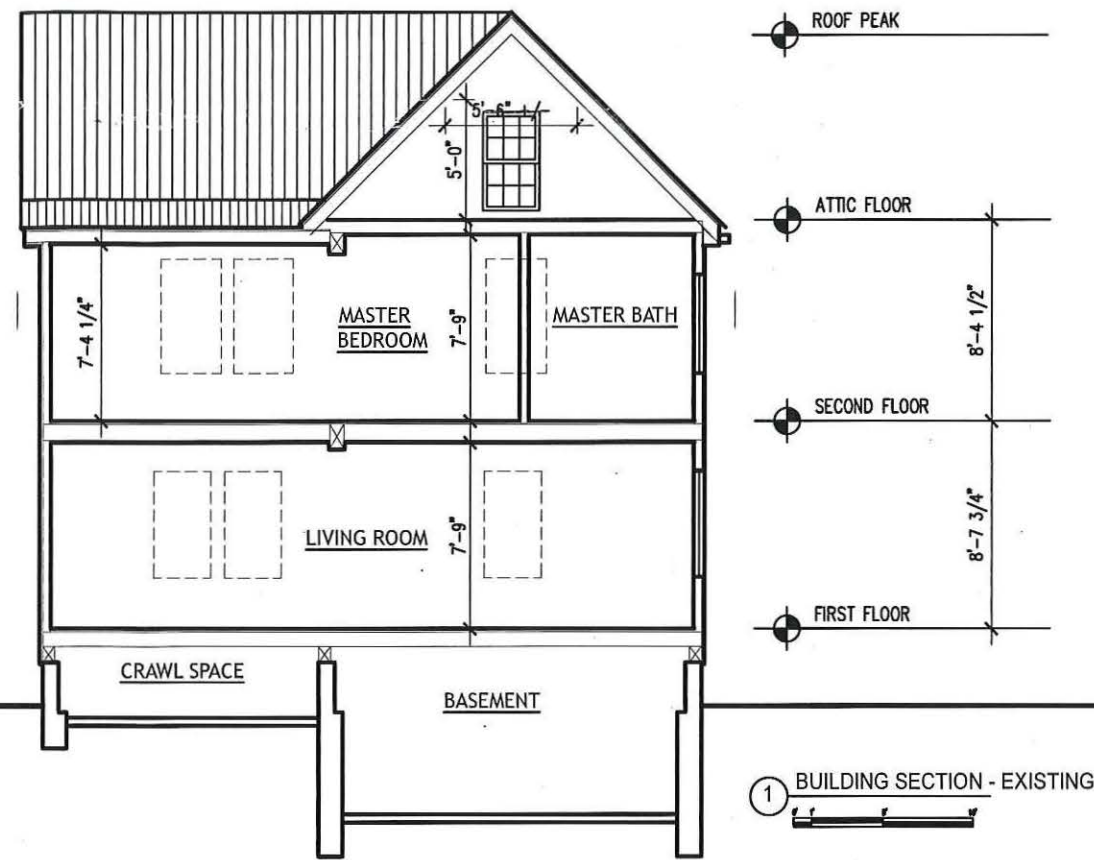 ROOF PEAK
5'-6"
5'-0"
ATTIC FLOOR
7'-4 1/4"
MASTER
BEDROOM
7'-9"
MASTER BATH
8'-4 1/2"
SECOND FLOOR
LIVING ROOM
7'-9"
8'-7 3/4"
FIRST FLOOR
CRAWL SPACE
BASEMENT
1
BUILDING SECTION - EXISTING